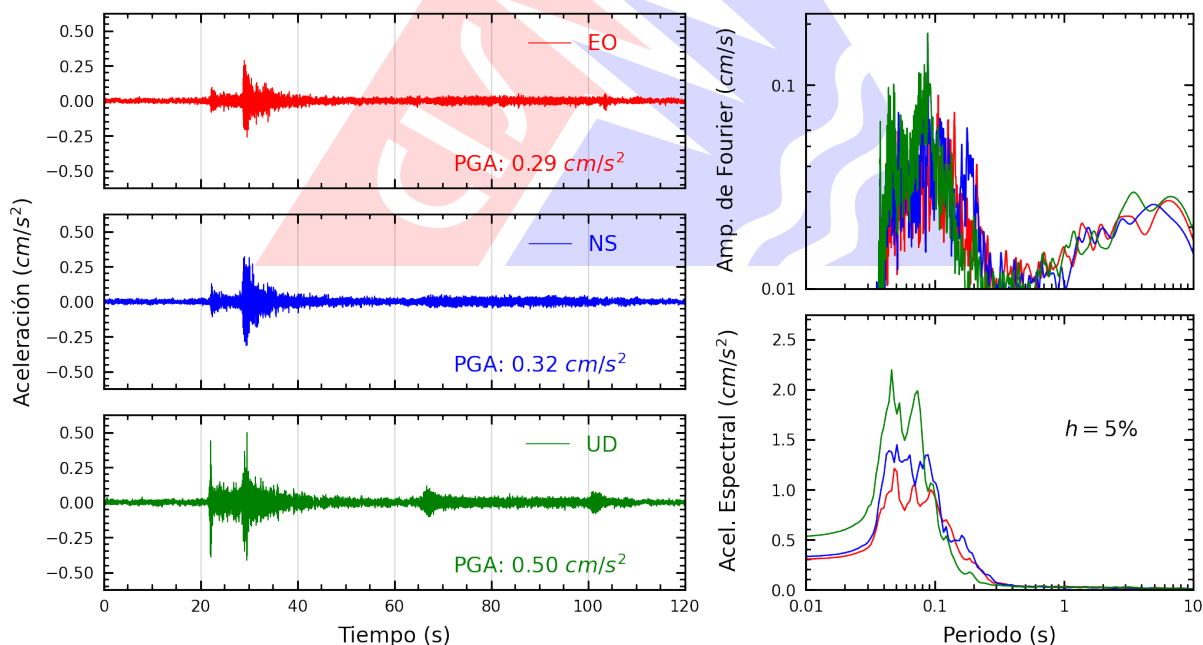 Aceleración (cm/s²)
0.50
0.25
0.00
−0.25
−0.50
EO
PGA: 0.29 cm/s²
0.50
0.25
0.00
−0.25
−0.50
NS
PGA: 0.32 cm/s²
0.50
0.25
0.00
−0.25
−0.50
UD
PGA: 0.50 cm/s²
0 20 40 60 80 100 120
Tiempo (s)
Amp. de Fourier (cm/s)
0.1
0.01
Acel. Espectral (cm/s²)
2.5
2.0
1.5
1.0
0.5
0.0
h = 5%
0.01 0.1 1 10
Periodo (s)